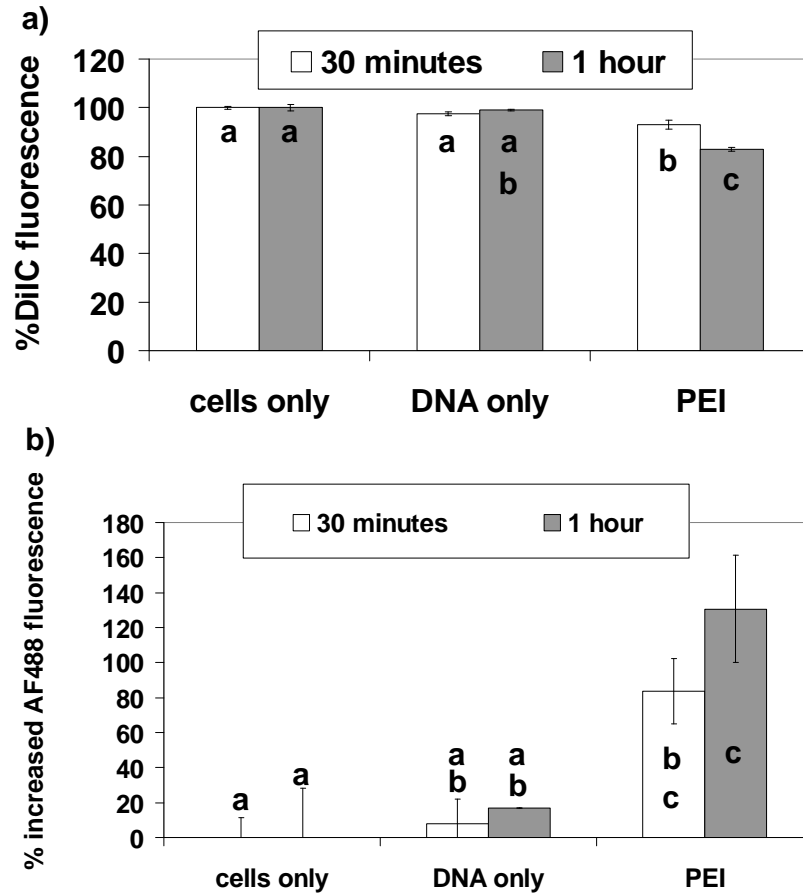 a)
30 minutes 1 hour
%DiIC fluorescence
120
100
80
60
40
20
0
a a a a b c
b
cells only DNA only PEI
b)
30 minutes 1 hour
% increased AF488 fluorescence
180
160
140
120
100
80
60
40
20
0
a a a a b c
b b c
cells only DNA only PEI